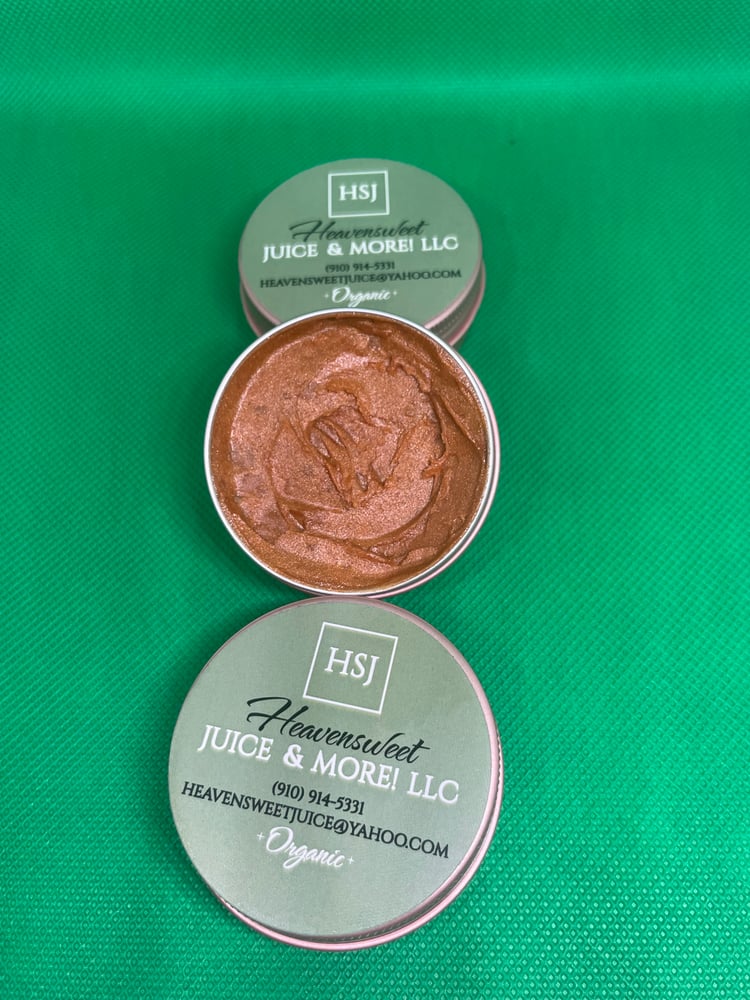 HSJ
Heavensweet
JUICE & MORE! LLC
(910) 914-5331
HEAVENSWEETJUICE@YAHOO.COM
Organic
HSJ
Heavensweet
JUICE & MORE! LLC
(910) 914-5331
HEAVENSWEETJUICE@YAHOO.COM
Organic